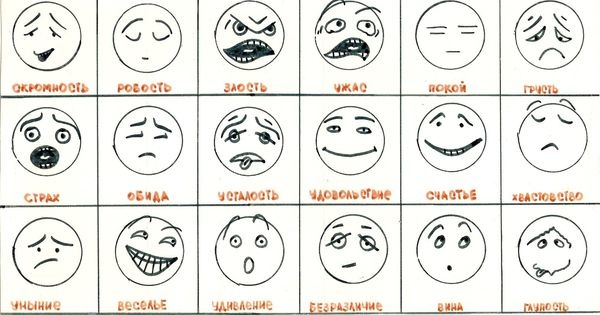 СКРОМНОСТЬ РОБОСТЬ ЗЛОСТЬ УЖАС ПОКОЙ ГРУСТЬ
СТРАХ ОБИДА УСТАЛОСТЬ УДОВОЛЬСТВИЕ СЧАСТЬЕ ХВАСТОВСТВО
УНЫНИЕ ВЕСЕЛЬЕ УДИВЛЕНИЕ БЕЗРАЗЛИЧИЕ ВИНА ГЛУПОСТЬ